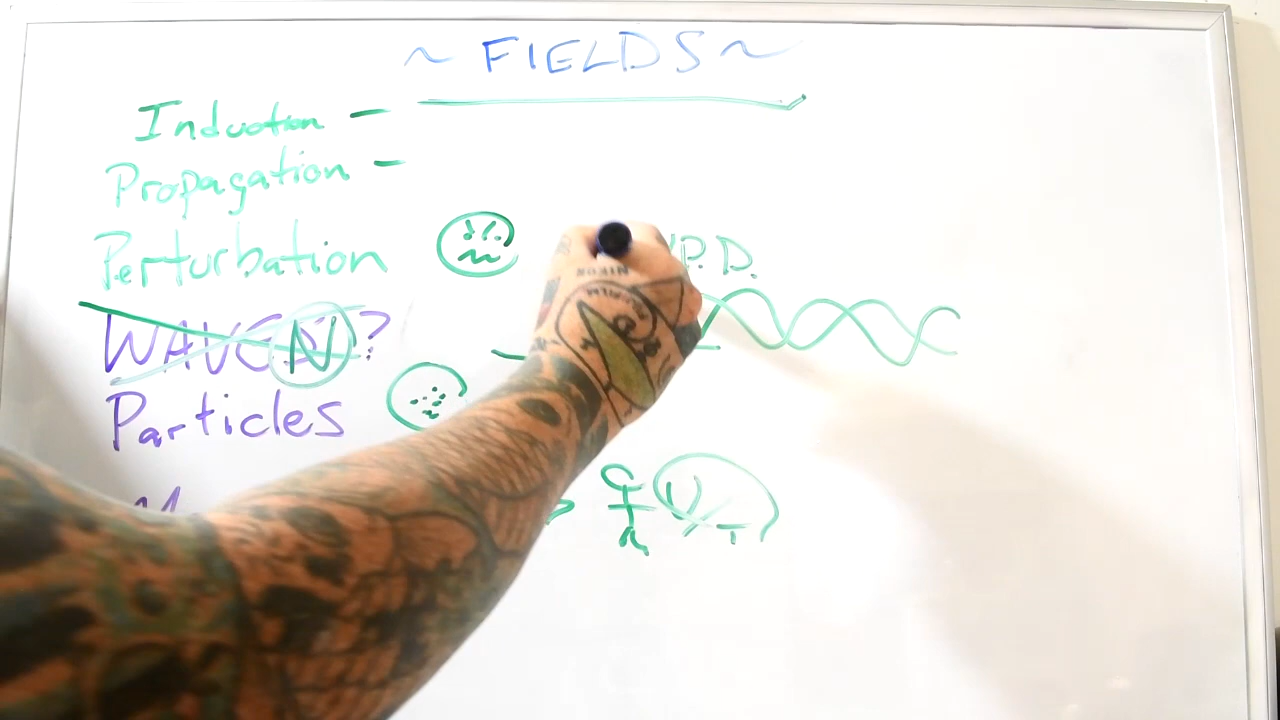 ~ FIELDS ~
Induction -
Propagation -
Perturbation
P.D.
WAVES N ?
Particles